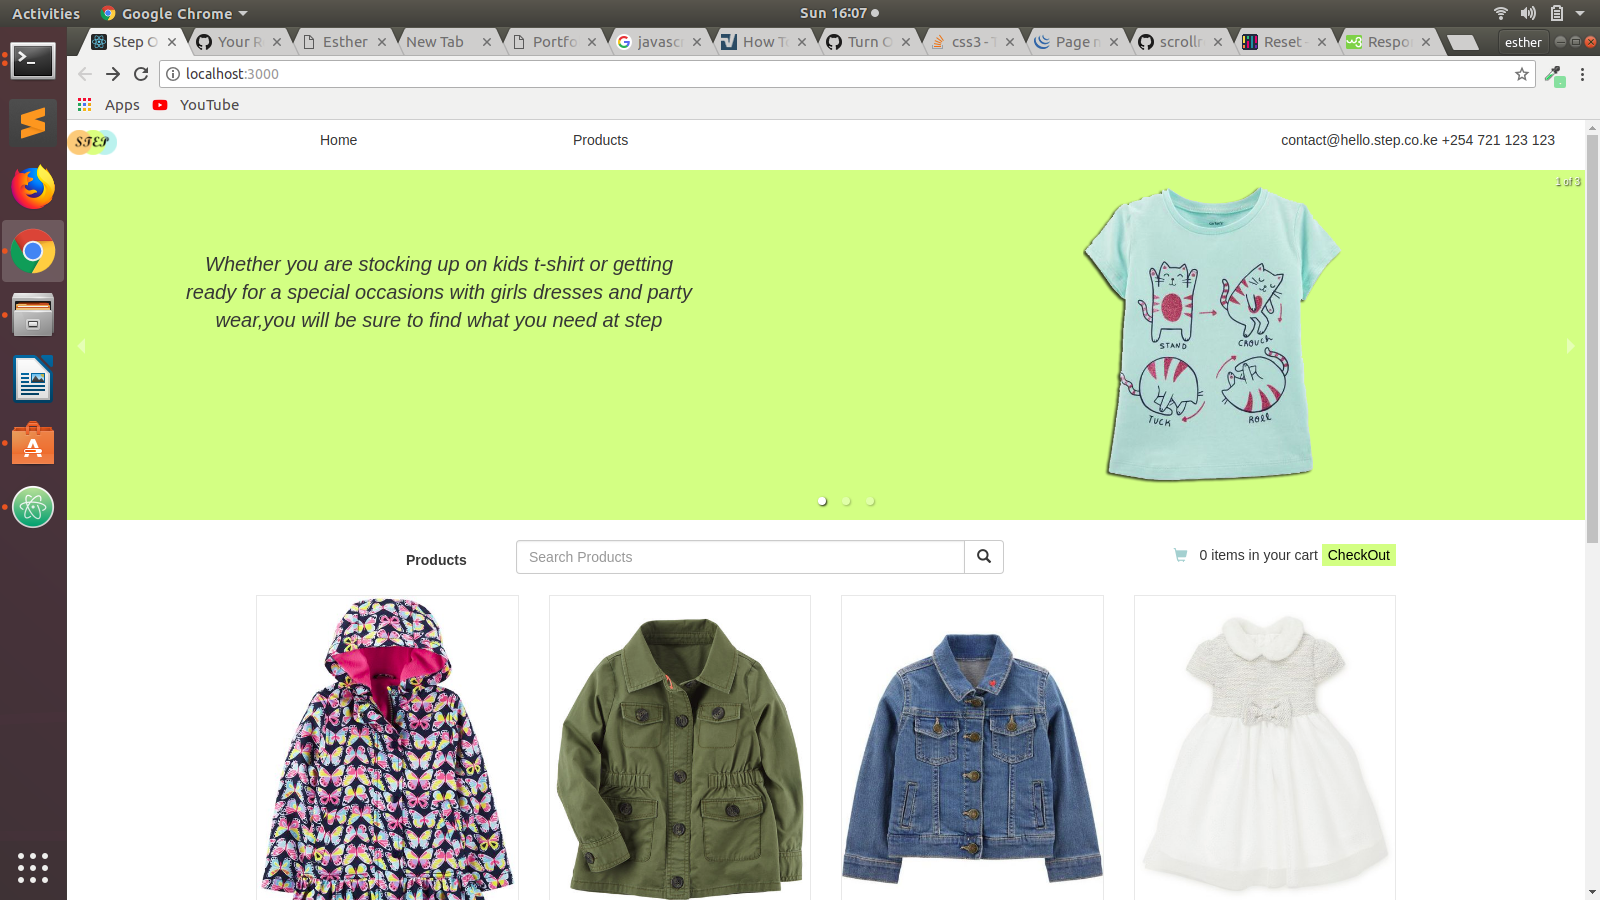 Activities Google Chrome Sun 16:07
Step O Your R Esther New Tab Portfo javasc How To Turn O css3 - T Page n scrollr Reset Respon esther
localhost:3000
Apps YouTube
STEP Home Products contact@hello.step.co.ke +254 721 123 123
1 of 3
Whether you are stocking up on kids t-shirt or getting
ready for a special occasions with girls dresses and party
wear,you will be sure to find what you need at step
STAND CROUCH
TUCK ROLL
Products Search Products 0 items in your cart CheckOut